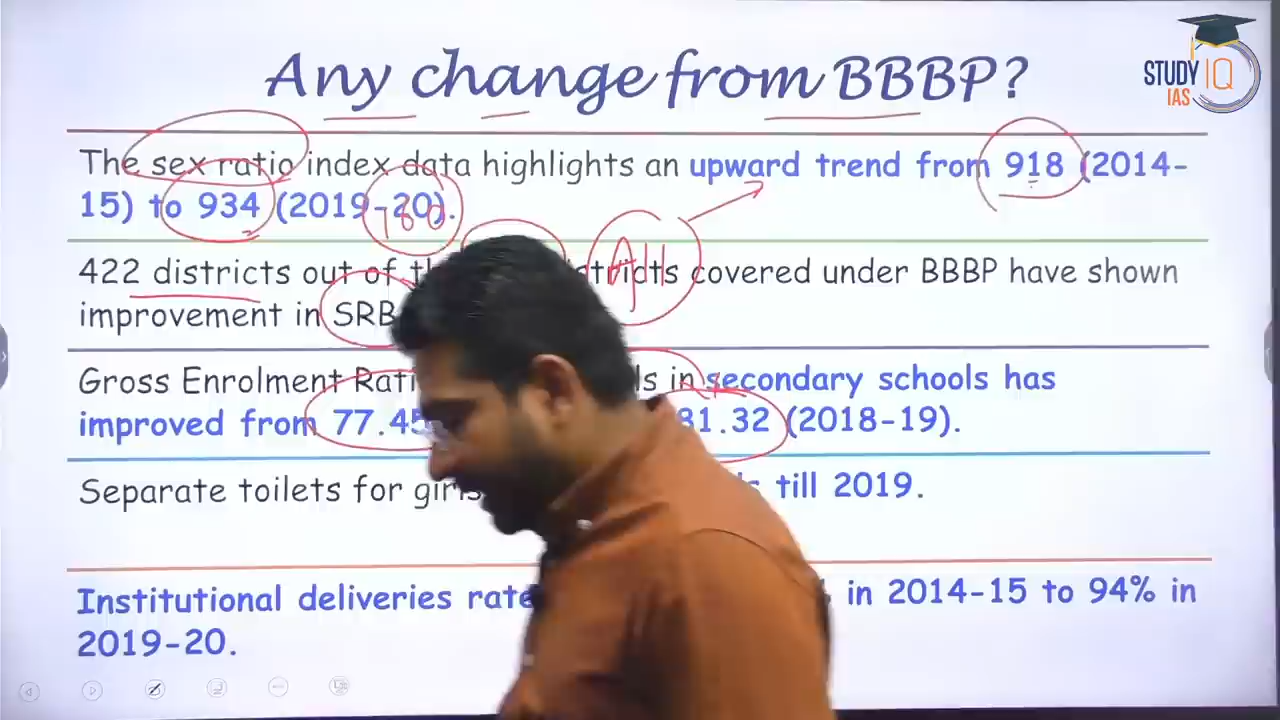 Any change from BBBP?
STUDY IQ
IAS
The sex ratio index data highlights an upward trend from 918 (2014-
15) to 934 (2019-20).
780
All
422 districts out of districts covered under BBBP have shown
improvement in SRB
Gross Enrolment in secondary schools has
improved from 77.45 81.32 (2018-19).
Separate toilets for girls till 2019.
Institutional deliveries rate in 2014-15 to 94% in
2019-20.